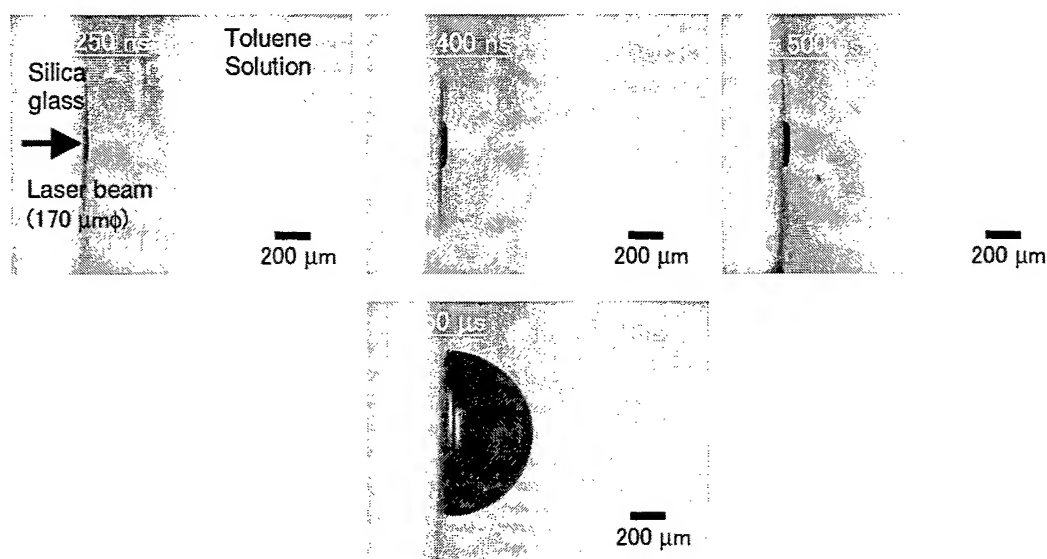 250 ns
Toluene
Solution
Silica
glass
Laser beam
(170 μmφ)
200 μm
400 ns
200 μm
200 μm
μs
200 μm